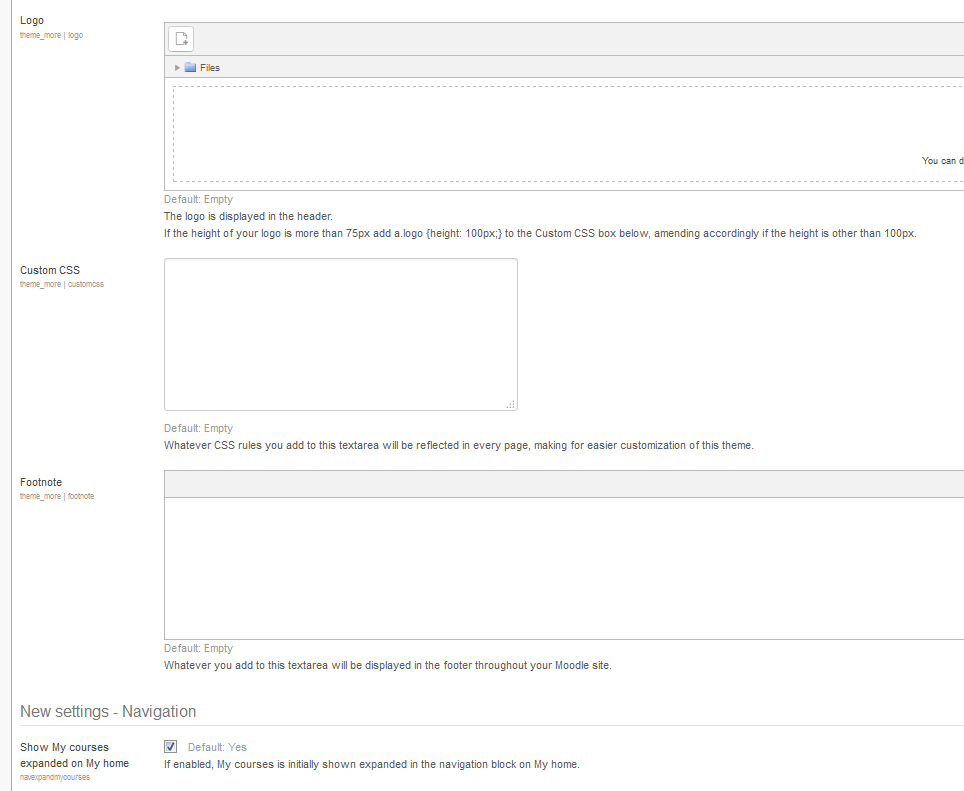 Logo
theme_more | logo
Files
You can d
Default: Empty
The logo is displayed in the header.
If the height of your logo is more than 75px add a.logo {height: 100px;} to the Custom CSS box below, amending accordingly if the height is other than 100px.
Custom CSS
theme_more | customcss
Default: Empty
Whatever CSS rules you add to this textarea will be reflected in every page, making for easier customization of this theme.
Footnote
theme_more | footnote
Default: Empty
Whatever you add to this textarea will be displayed in the footer throughout your Moodle site.
New settings - Navigation
Show My courses
expanded on My home
navexpandmycourses
Default: Yes
If enabled, My courses is initially shown expanded in the navigation block on My home.